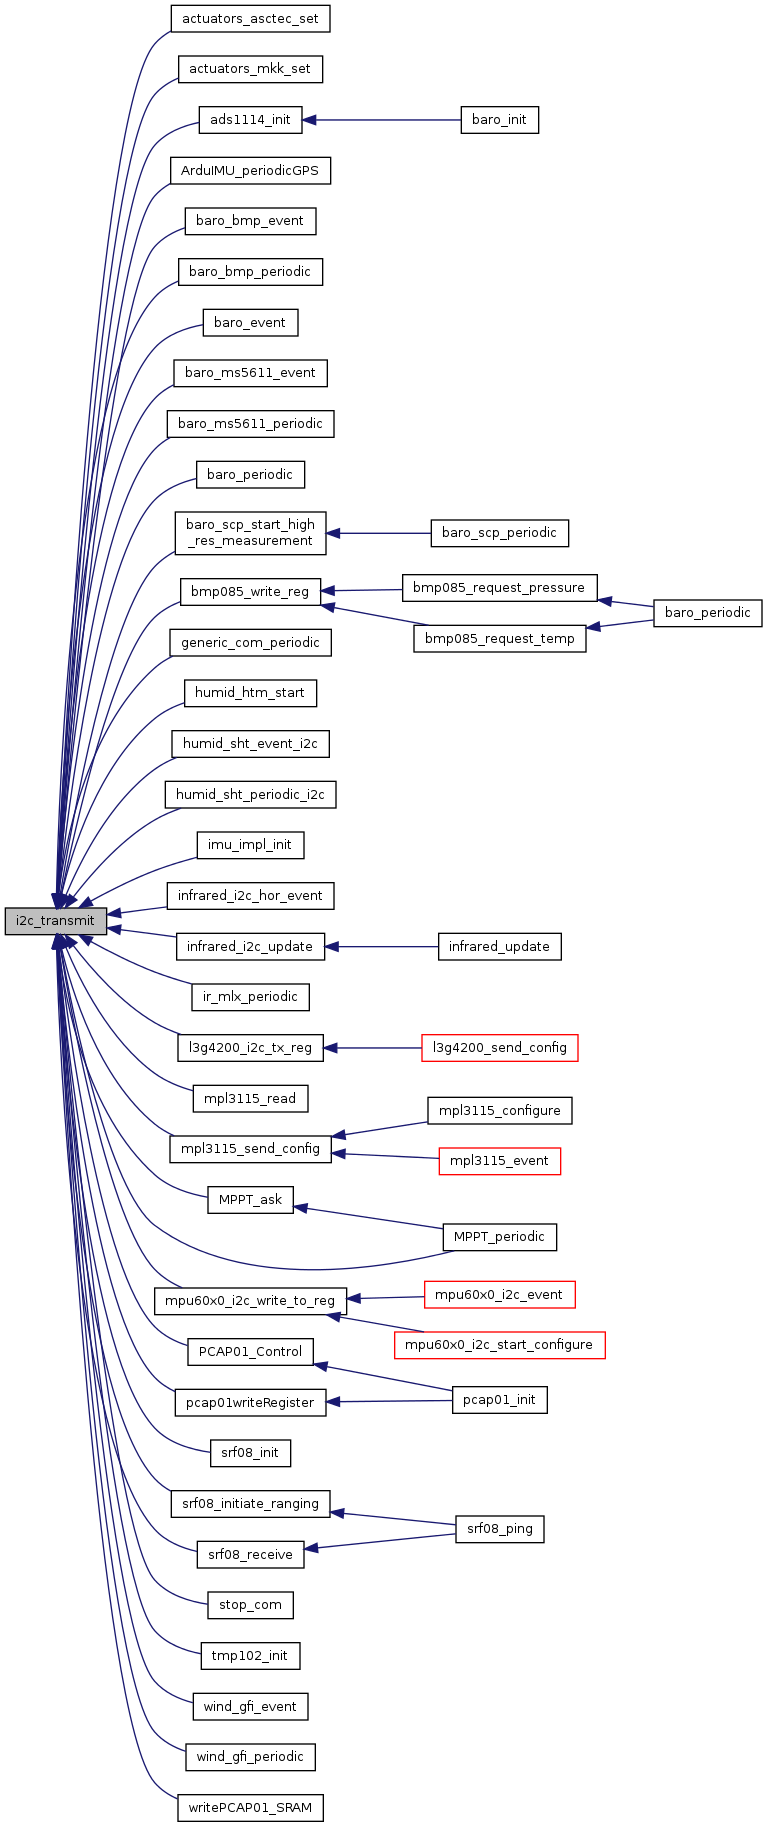 actuators_asctec_set
actuators_mkk_set
ads1114_init
baro_init
ArduIMU_periodicGPS
baro_bmp_event
baro_bmp_periodic
baro_event
baro_ms5611_event
baro_ms5611_periodic
baro_periodic
baro_scp_start_high
_res_measurement
baro_scp_periodic
bmp085_write_reg
bmp085_request_pressure
baro_periodic
bmp085_request_temp
generic_com_periodic
humid_htm_start
humid_sht_event_i2c
humid_sht_periodic_i2c
imu_impl_init
infrared_i2c_hor_event
i2c_transmit
infrared_i2c_update
infrared_update
ir_mlx_periodic
l3g4200_i2c_tx_reg
l3g4200_send_config
mpl3115_read
mpl3115_configure
mpl3115_send_config
mpl3115_event
MPPT_ask
MPPT_periodic
mpu60x0_i2c_write_to_reg
mpu60x0_i2c_event
mpu60x0_i2c_start_configure
PCAP01_Control
pcap01writeRegister
pcap01_init
srf08_init
srf08_initiate_ranging
srf08_ping
srf08_receive
stop_com
tmp102_init
wind_gfi_event
wind_gfi_periodic
writePCAP01_SRAM